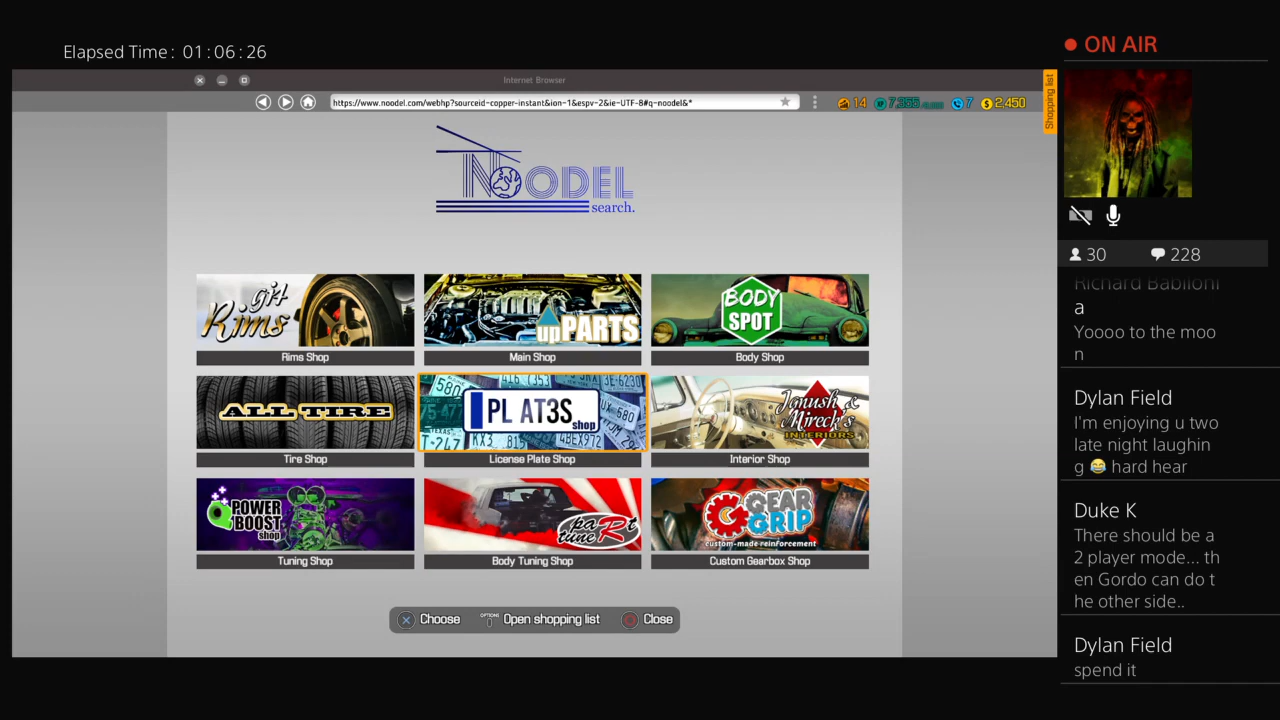 Elapsed Time: 01:06:26
ON AIR
Internet Browser
https://www.noodel.com/webhp?sourceid-copper-instant&ion-1&espv-2&ie-UTF-8#q-noodel&*
14
7,355
7
2,450
Shopping list
NOODEL
search.
git Rims
Rims Shop
upPARTS
Main Shop
BODY SPOT
Body Shop
ALL TIRE
Tire Shop
PL AT3S
shop
License Plate Shop
Janush & Mireck's
INTERIORS
Interior Shop
POWER BOOST
shop
Tuning Shop
paRt
tuneR
Body Tuning Shop
GEAR GRIP
custom-made reinforcement
Custom Gearbox Shop
Choose
OPTIONS
Open shopping list
Close
30
228
Richard Babiloni
a
Yoooo to the moo
n
Dylan Field
I'm enjoying u two
late night laughin
g 😂 hard hear
Duke K
There should be a
2 player mode... th
en Gordo can do t
he other side..
Dylan Field
spend it